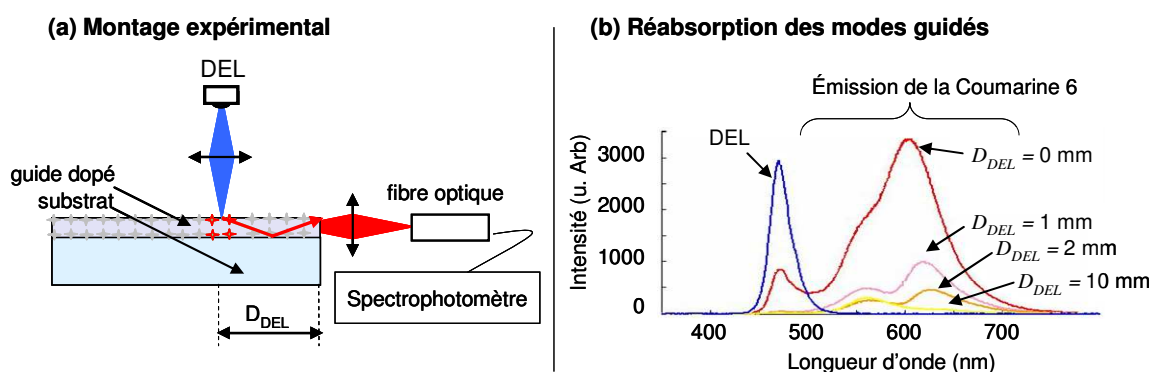 (a) Montage expérimental
DEL
guide dopé
substrat
fibre optique
Spectrophotomètre
D_DEL
(b) Réabsorption des modes guidés
Émission de la Coumarine 6
DEL
D_DEL = 0 mm
D_DEL = 1 mm
D_DEL = 2 mm
D_DEL = 10 mm
Intensité (u. Arb)
3000
2000
1000
0
400 500 600 700
Longueur d'onde (nm)